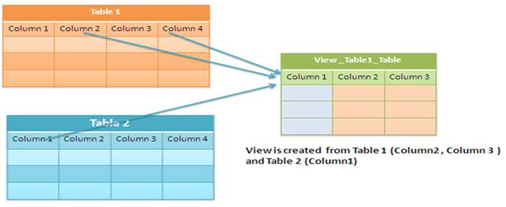 Table 1
Column 1 Column 2 Column 3 Column 4
View _Table1_Table
Column 1 Column 2 Column 3
Table 2
Column 1 Column 2 Column 3 Column 4
View is created from Table 1 (Column2 , Column 3 )
and Table 2 (Column1)